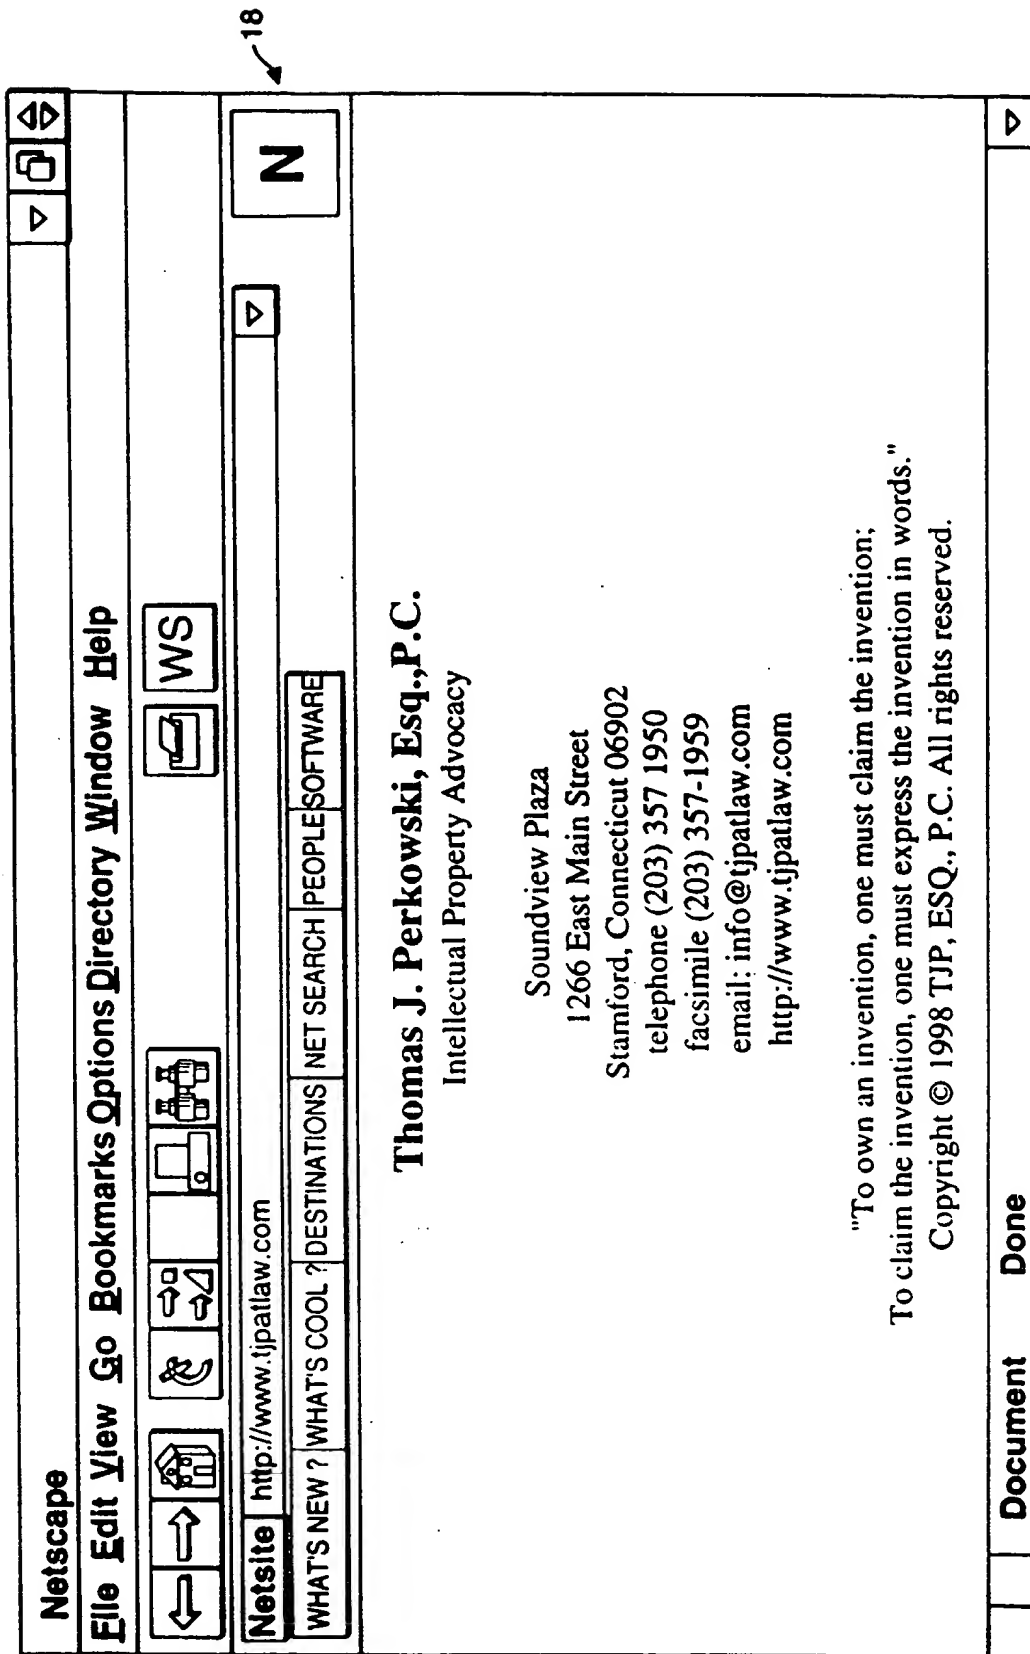 18
Netscape
File Edit View Go Bookmarks Options Directory Window Help
WS
Netsite http://www.tjpatlaw.com
N
WHAT'S NEW ? WHAT'S COOL ? DESTINATIONS NET SEARCH PEOPLE SOFTWARE
Thomas J. Perkowski, Esq.,P.C.
Intellectual Property Advocacy
Soundview Plaza
1266 East Main Street
Stamford, Connecticut 06902
telephone (203) 357 1950
facsimile (203) 357-1959
email: info@tjpatlaw.com
http://www.tjpatlaw.com
"To own an invention, one must claim the invention;
To claim the invention, one must express the invention in words."
Copyright © 1998 TJP, ESQ., P.C. All rights reserved.
Document Done